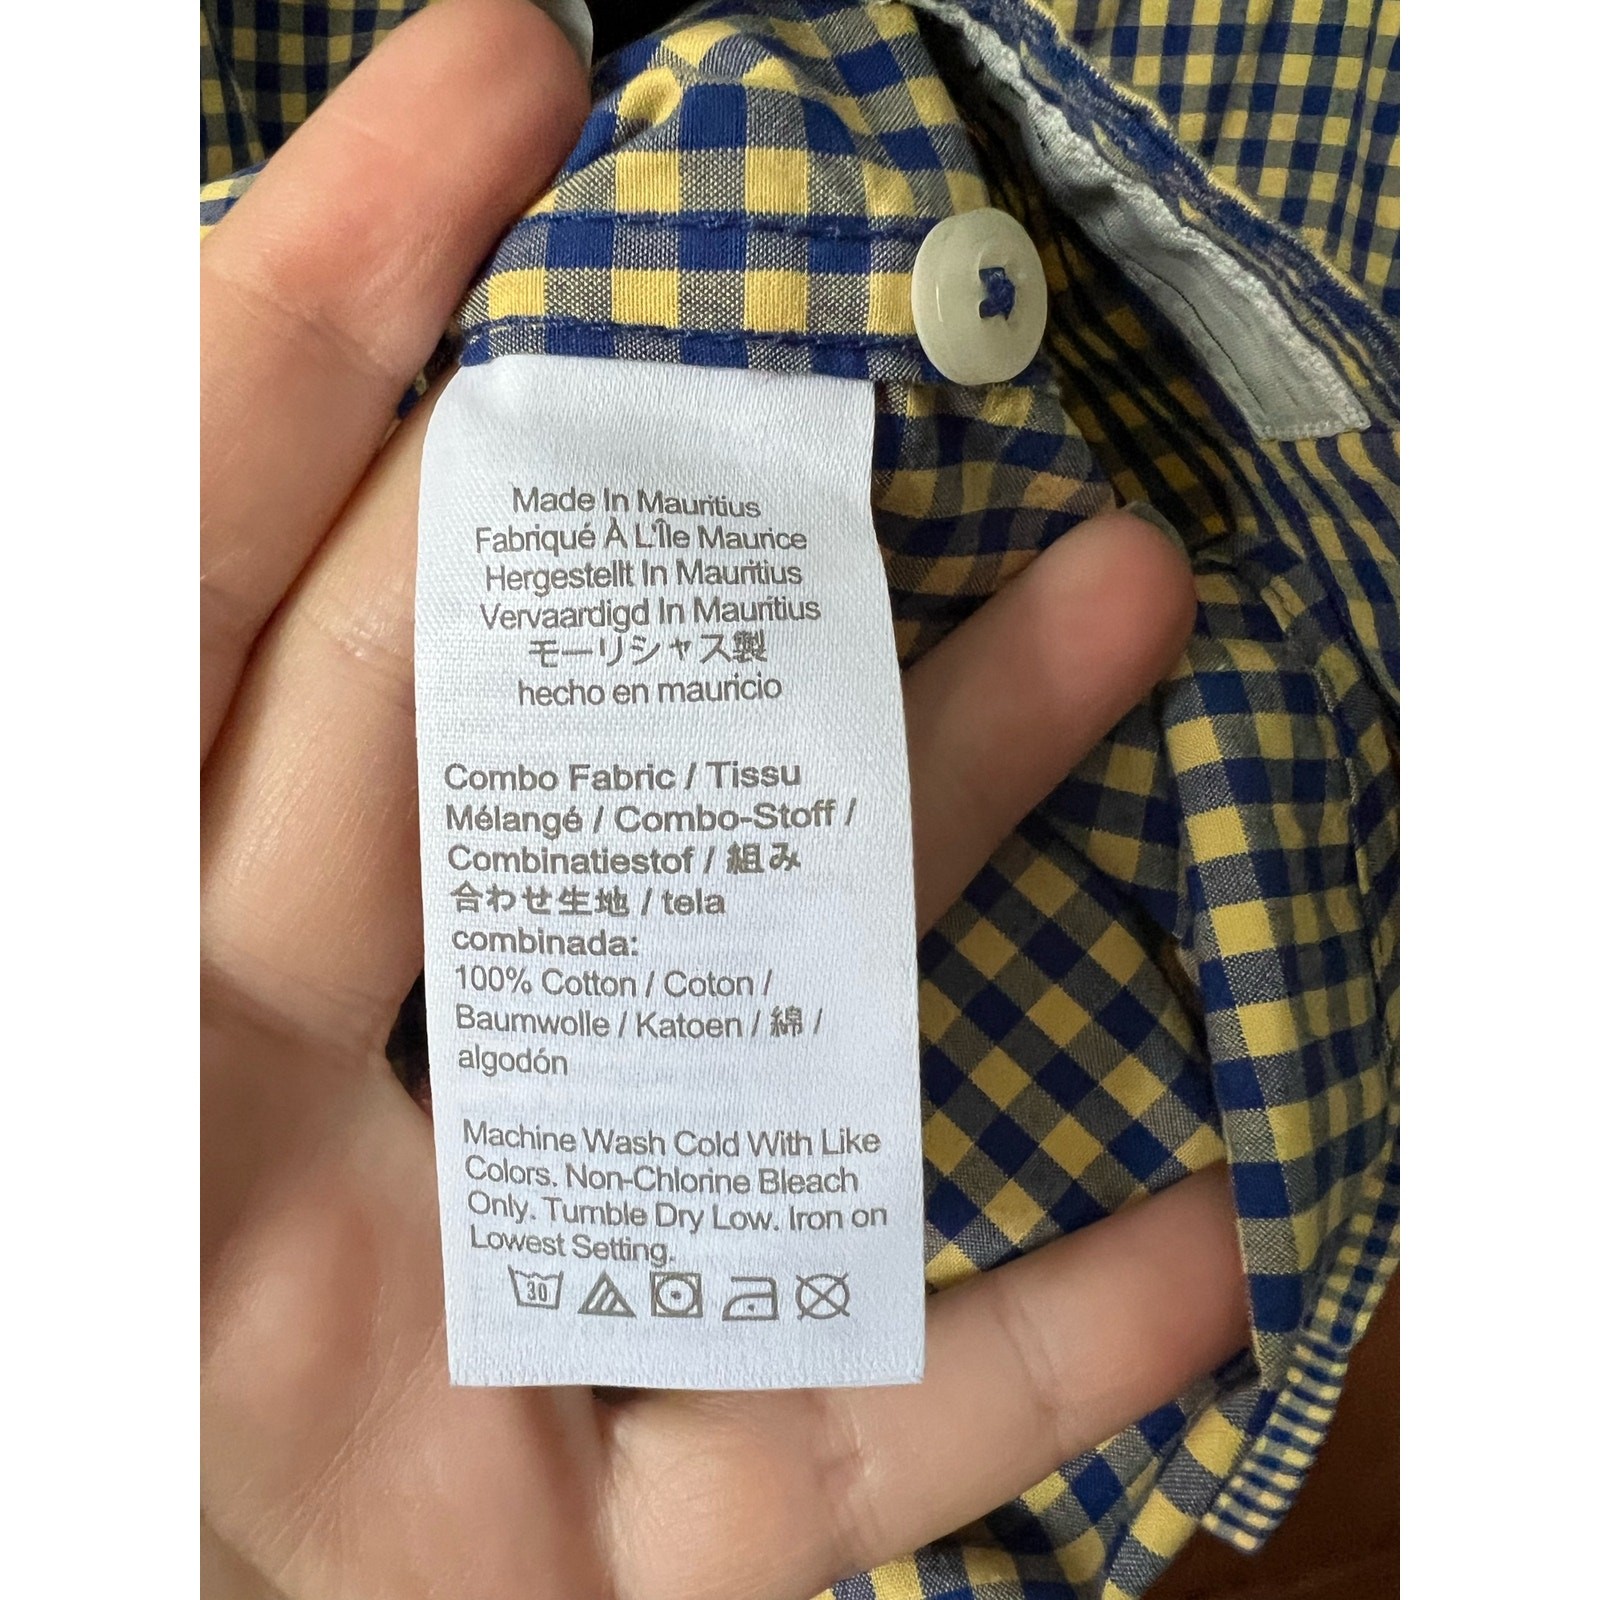 Made In Mauritius
Fabriqué À L'Île Maurice
Hergestellt In Mauritius
Vervaardigd In Mauritius
モーリシャス製
hecho en mauricio
Combo Fabric / Tissu
Mélangé / Combo-Stoff /
Combinatiestof / 組み
合わせ生地 / tela
combinada:
100% Cotton / Coton /
Baumwolle / Katoen / 綿 /
algodón
Machine Wash Cold With Like
Colors. Non-Chlorine Bleach
Only. Tumble Dry Low. Iron on
Lowest Setting.
30